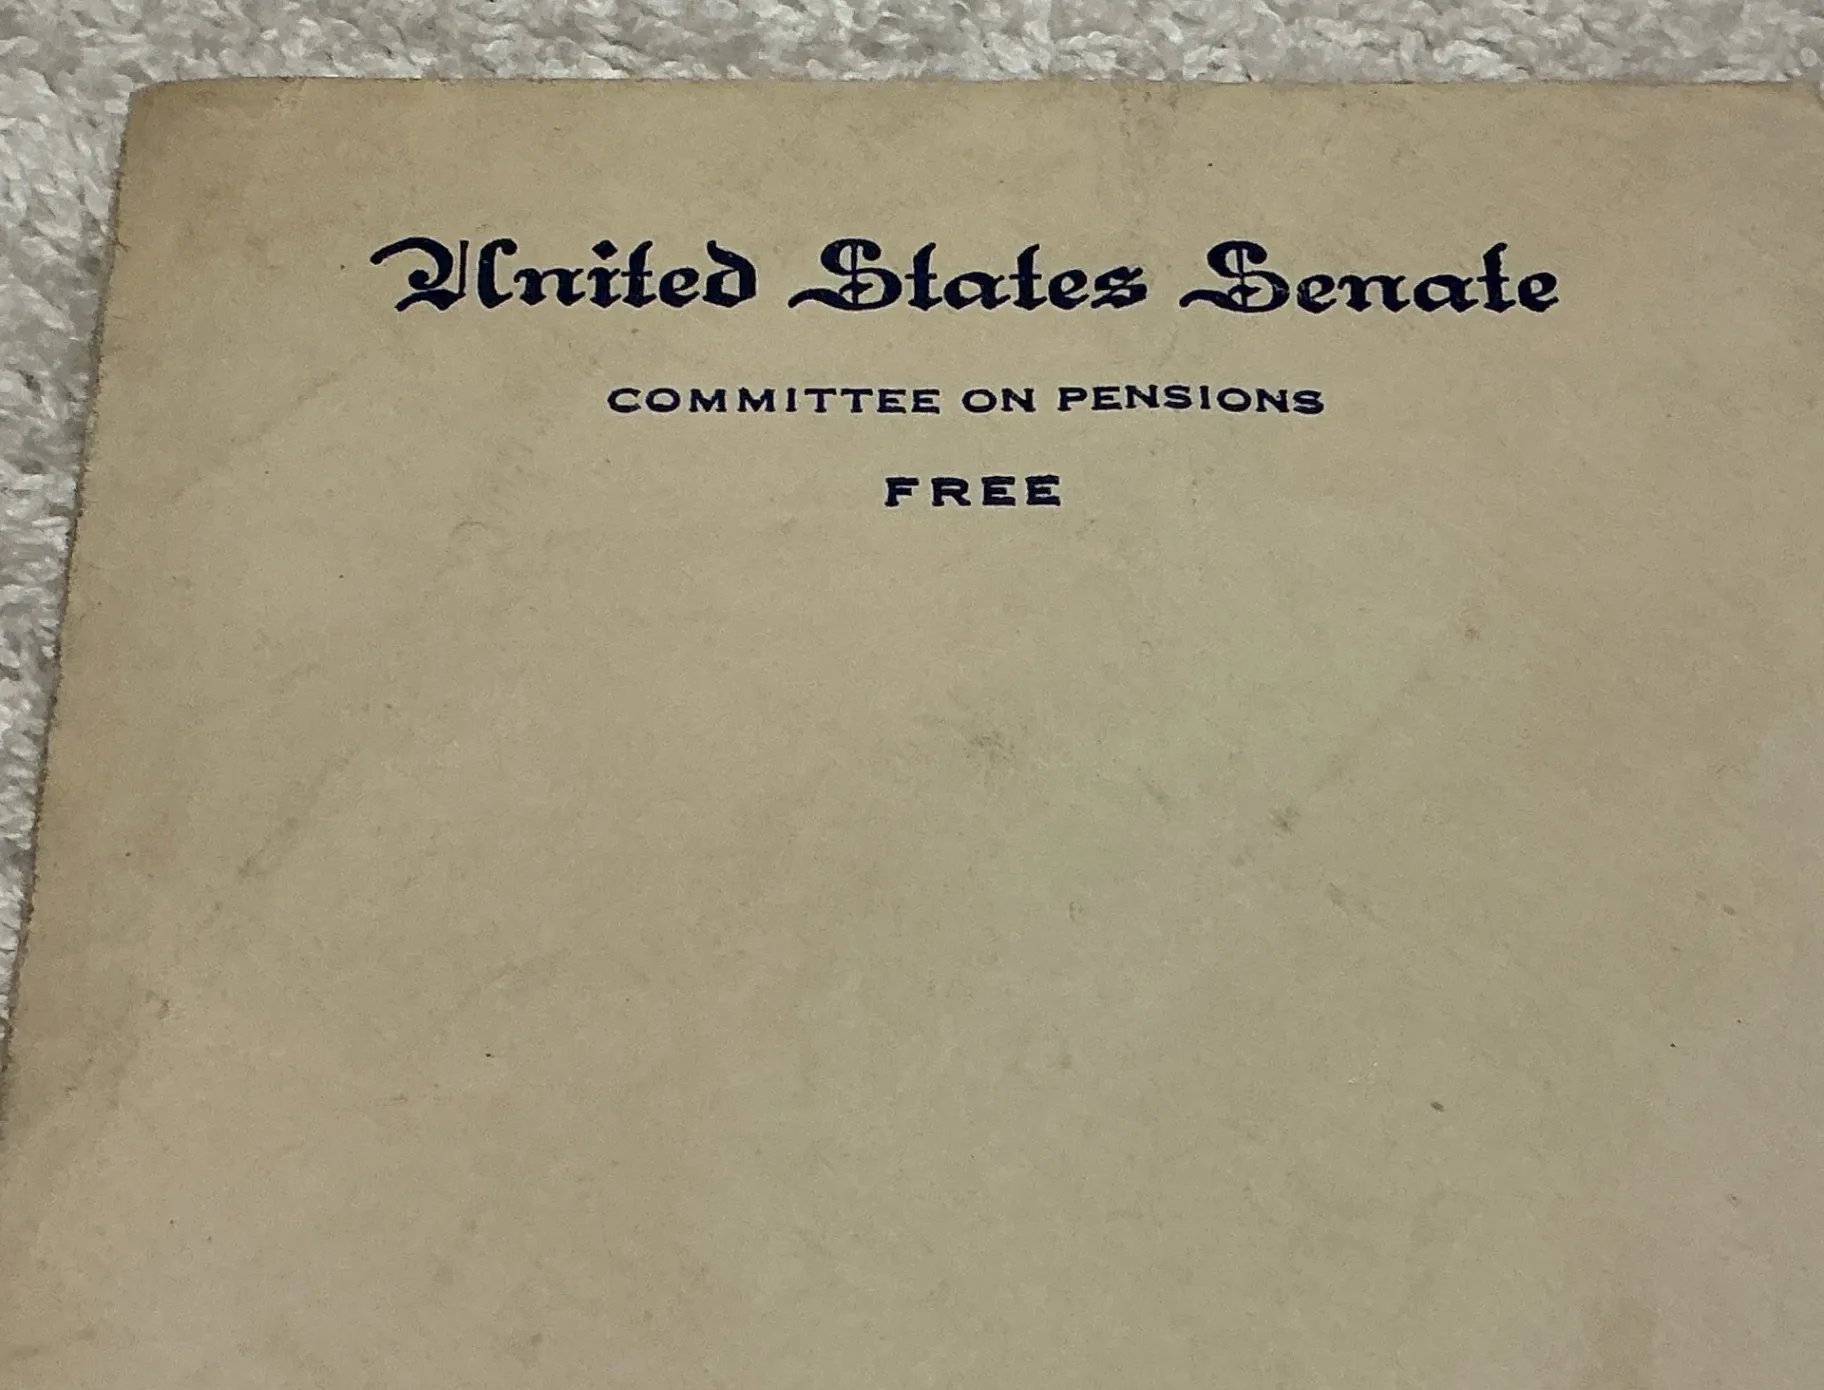 United States Senate
COMMITTEE ON PENSIONS
FREE